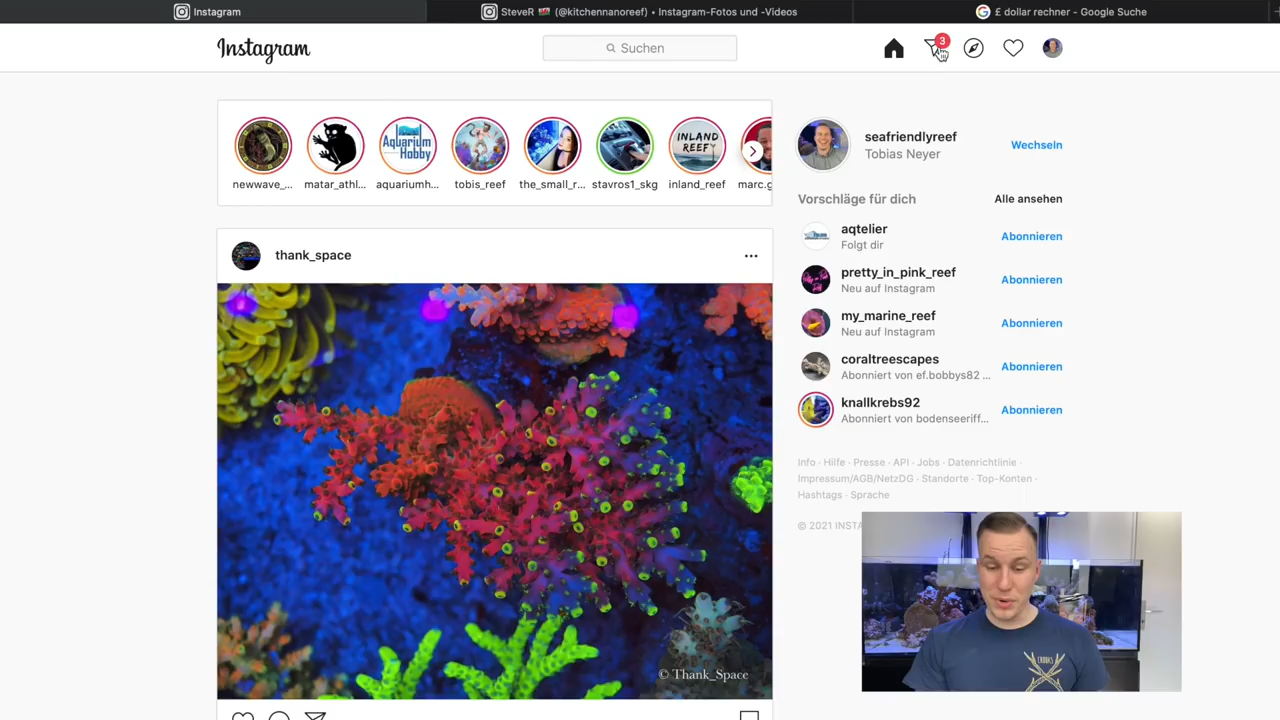 Instagram
SteveR 🏴󠁧󠁢󠁷󠁬󠁳󠁿 (@kitchennanoreef) • Instagram-Fotos und -Videos
£ dollar rechner - Google Suche
Instagram
Suchen
3
Aquarium
Hobby
INLAND
REEFY
newwave_...
matar_athl...
aquariumh...
tobis_reef
the_small_r...
stavros1_skg
inland_reef
marc.g
seafriendlyreef
Tobias Neyer
Wechseln
Vorschläge für dich
Alle ansehen
aqtelier
Folgt dir
Abonnieren
pretty_in_pink_reef
Neu auf Instagram
Abonnieren
my_marine_reef
Neu auf Instagram
Abonnieren
coraltreescapes
Abonniert von ef.bobbys82 ...
Abonnieren
knallkrebs92
Abonniert von bodenseeriff...
Abonnieren
Info · Hilfe · Presse · API · Jobs · Datenrichtlinie ·
Impressum/AGB/NetzDG · Standorte · Top-Konten ·
Hashtags · Sprache
© 2021 INSTA
thank_space
© Thank_Space